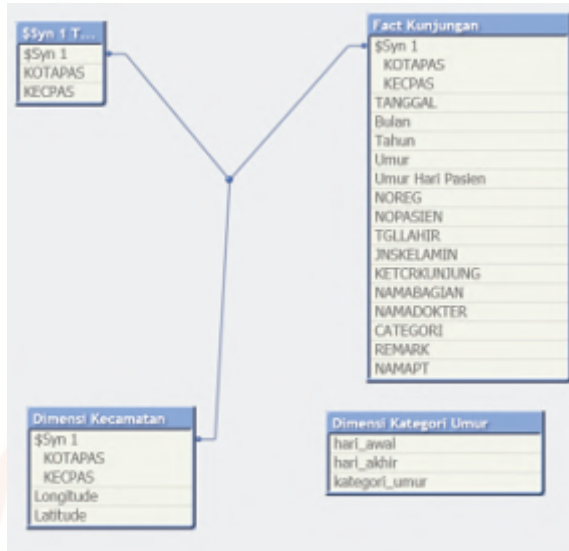 $Syn 1 T...
$Syn 1
KOTAPAS
KECPAS
Fact Kunjungan
$Syn 1
KOTAPAS
KECPAS
TANGGAL
Bulan
Tahun
Umur
Umur Hari Pasien
NOREG
NOPASIEN
TGLLAHIR
JNSKELAMIN
KETCRKUNJUNG
NAMABAGIAN
NAMADOKTER
CATEGORI
REMARK
NAMAPT
Dimensi Kecamatan
$Syn 1
KOTAPAS
KECPAS
Longitude
Latitude
Dimensi Kategori Umur
hari_awal
hari_akhir
kategori_umur